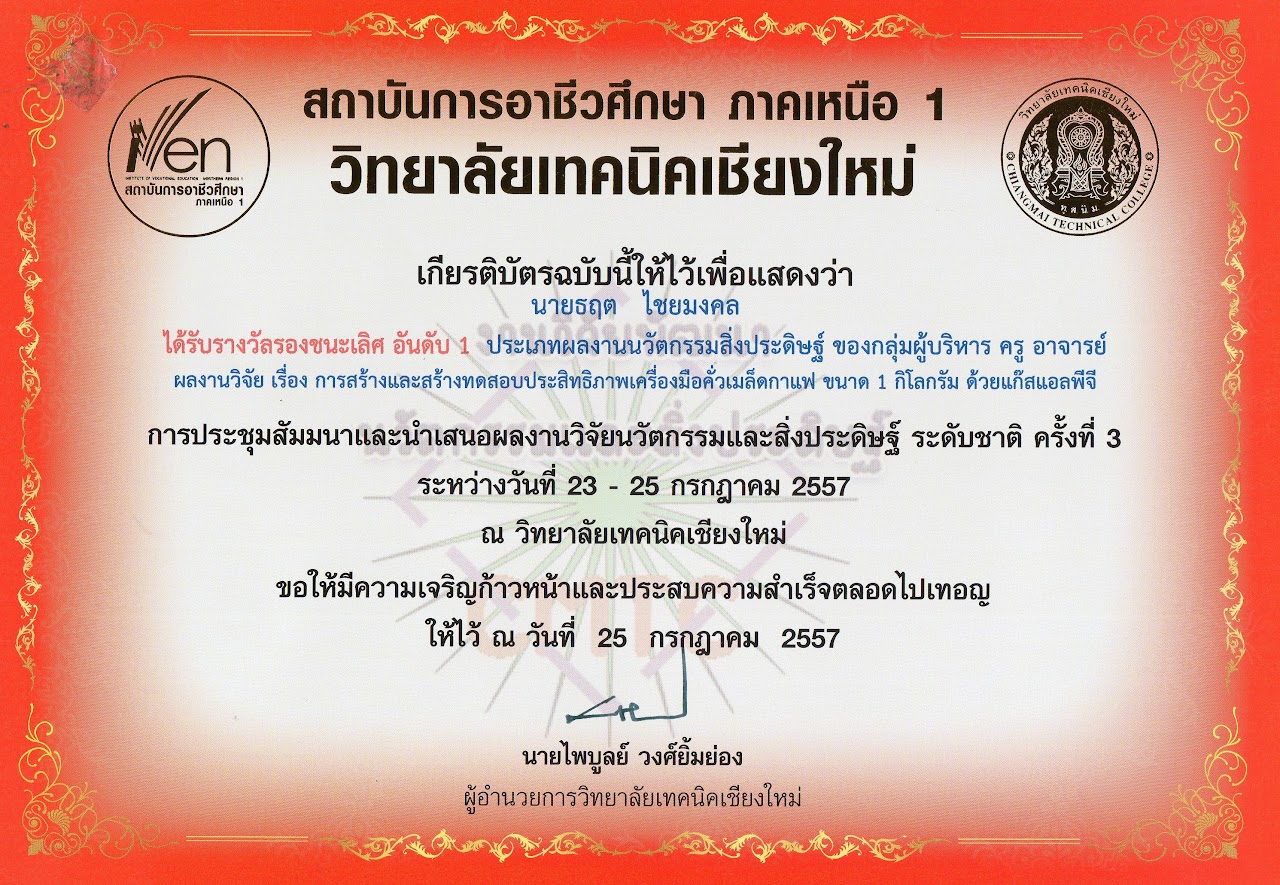 สถาบันการอาชีวศึกษา ภาคเหนือ 1
วิทยาลัยเทคนิคเชียงใหม่
Ven
INSTITUTE OF VOCATIONAL EDUCATION : NORTHERN REGION 1
สถาบันการอาชีวศึกษา
ภาคเหนือ 1
วิทยาลัยเทคนิคเชียงใหม่
ท.ส.นิ.ม.
CHIANGMAI TECHNICAL COLLEGE
เกียรติบัตรฉบับนี้ให้ไว้เพื่อแสดงว่า
นายธฤต ไชยมงคล
ได้รับรางวัลรองชนะเลิศ อันดับ 1 ประเภทผลงานนวัตกรรมสิ่งประดิษฐ์ ของกลุ่มผู้บริหาร ครู อาจารย์
ผลงานวิจัย เรื่อง การสร้างและสร้างทดสอบประสิทธิภาพเครื่องมือคั่วเมล็ดกาแฟ ขนาด 1 กิโลกรัม ด้วยแก๊สแอลพีจี
การประชุมสัมมนาและนำเสนอผลงานวิจัยนวัตกรรมและสิ่งประดิษฐ์ ระดับชาติ ครั้งที่ 3
ระหว่างวันที่ 23 - 25 กรกฎาคม 2557
ณ วิทยาลัยเทคนิคเชียงใหม่
ขอให้มีความเจริญก้าวหน้าและประสบความสำเร็จตลอดไปเทอญ
ให้ไว้ ณ วันที่ 25 กรกฎาคม 2557
นายไพบูลย์ วงศ์ยิ้มย่อง
ผู้อำนวยการวิทยาลัยเทคนิคเชียงใหม่